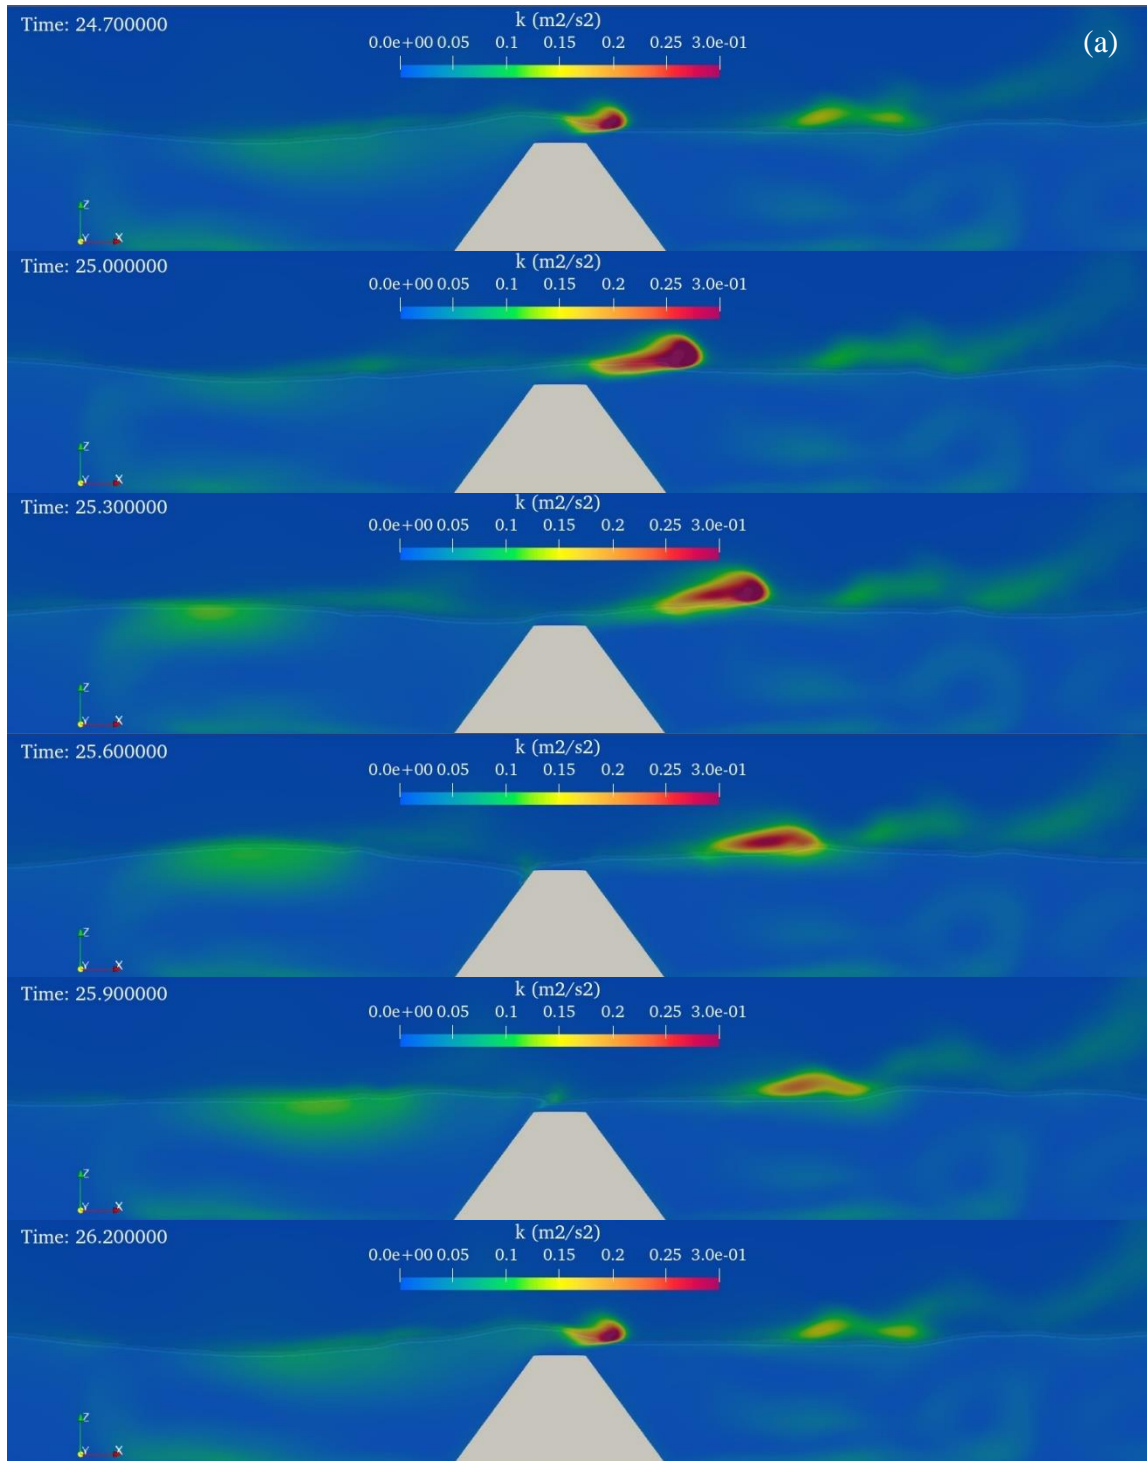 Time: 24.700000
k (m2/s2)
(a)
0.0e+00 0.05 0.1 0.15 0.2 0.25 3.0e-01
Z
Y X
Time: 25.000000
k (m2/s2)
0.0e+00 0.05 0.1 0.15 0.2 0.25 3.0e-01
Z
Y X
Time: 25.300000
k (m2/s2)
0.0e+00 0.05 0.1 0.15 0.2 0.25 3.0e-01
Z
Y X
Time: 25.600000
k (m2/s2)
0.0e+00 0.05 0.1 0.15 0.2 0.25 3.0e-01
Z
Y X
Time: 25.900000
k (m2/s2)
0.0e+00 0.05 0.1 0.15 0.2 0.25 3.0e-01
Z
Y X
Time: 26.200000
k (m2/s2)
0.0e+00 0.05 0.1 0.15 0.2 0.25 3.0e-01
Z
Y X